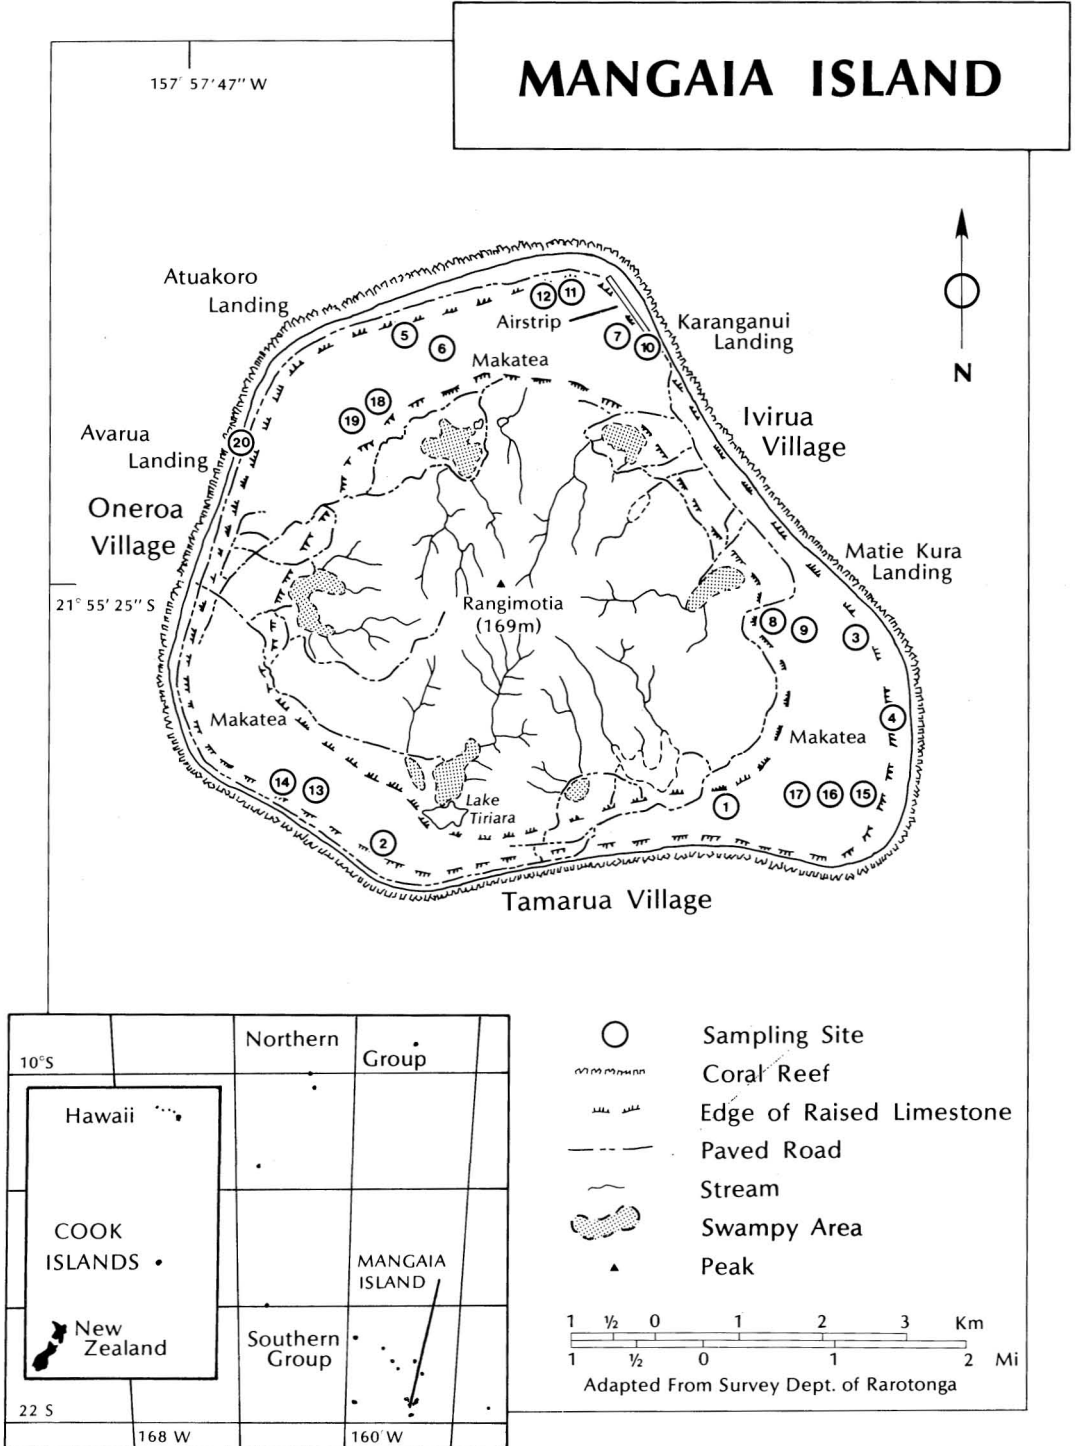 MANGAIA ISLAND
157' 57'47" W
Atuakoro
Landing
12
11
Airstrip
5
6
7
10
Karanganui
Landing
N
Makatea
18
19
Avarua
Landing
20
Ivirua
Village
Oneroa
Village
Matie Kura
Landing
21° 55' 25" S
Rangimotia
(169m)
8
9
3
4
Makatea
Makatea
14
13
17
16
15
1
Lake
Tiriara
2
Tamarua Village
Northern
Group
10°S
Hawaii
COOK
ISLANDS
New
Zealand
MANGAIA
ISLAND
Southern
Group
22 S
168 W
160'W
Sampling Site
Coral Reef
Edge of Raised Limestone
Paved Road
Stream
Swampy Area
Peak
1 ½ 0 1 2 3 Km
1 ½ 0 1 2 Mi
Adapted From Survey Dept. of Rarotonga